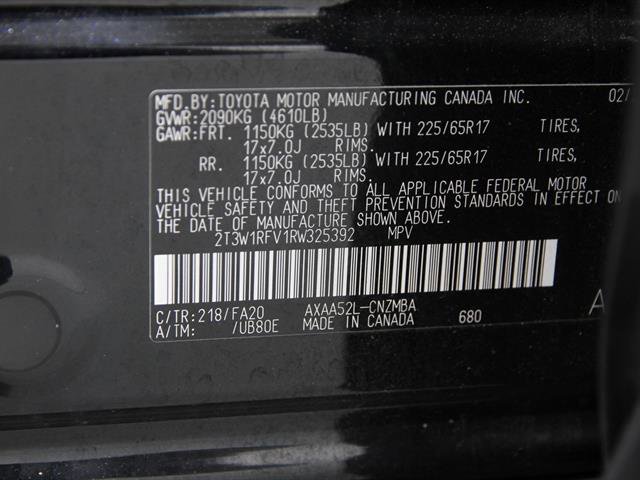 MFD.BY:TOYOTA MOTOR MANUFACTURING CANADA INC. 02/
GVWR:2090KG (4610LB)
GAWR:FRT. 1150KG (2535LB) WITH 225/65R17 TIRES,
17x7.0J RIMS.
RR. 1150KG (2535LB) WITH 225/65R17 TIRES,
17x7.0J RIMS.
THIS VEHICLE CONFORMS TO ALL APPLICABLE FEDERAL MOTOR
VEHICLE SAFETY AND THEFT PREVENTION STANDARDS IN EFFECT ON
THE DATE OF MANUFACTURE SHOWN ABOVE.
2T3W1RFV1RW325392 MPV
C/TR:218/FA20 AXAA52L-CNZMBA
A/TM: /UB80E MADE IN CANADA 680
A